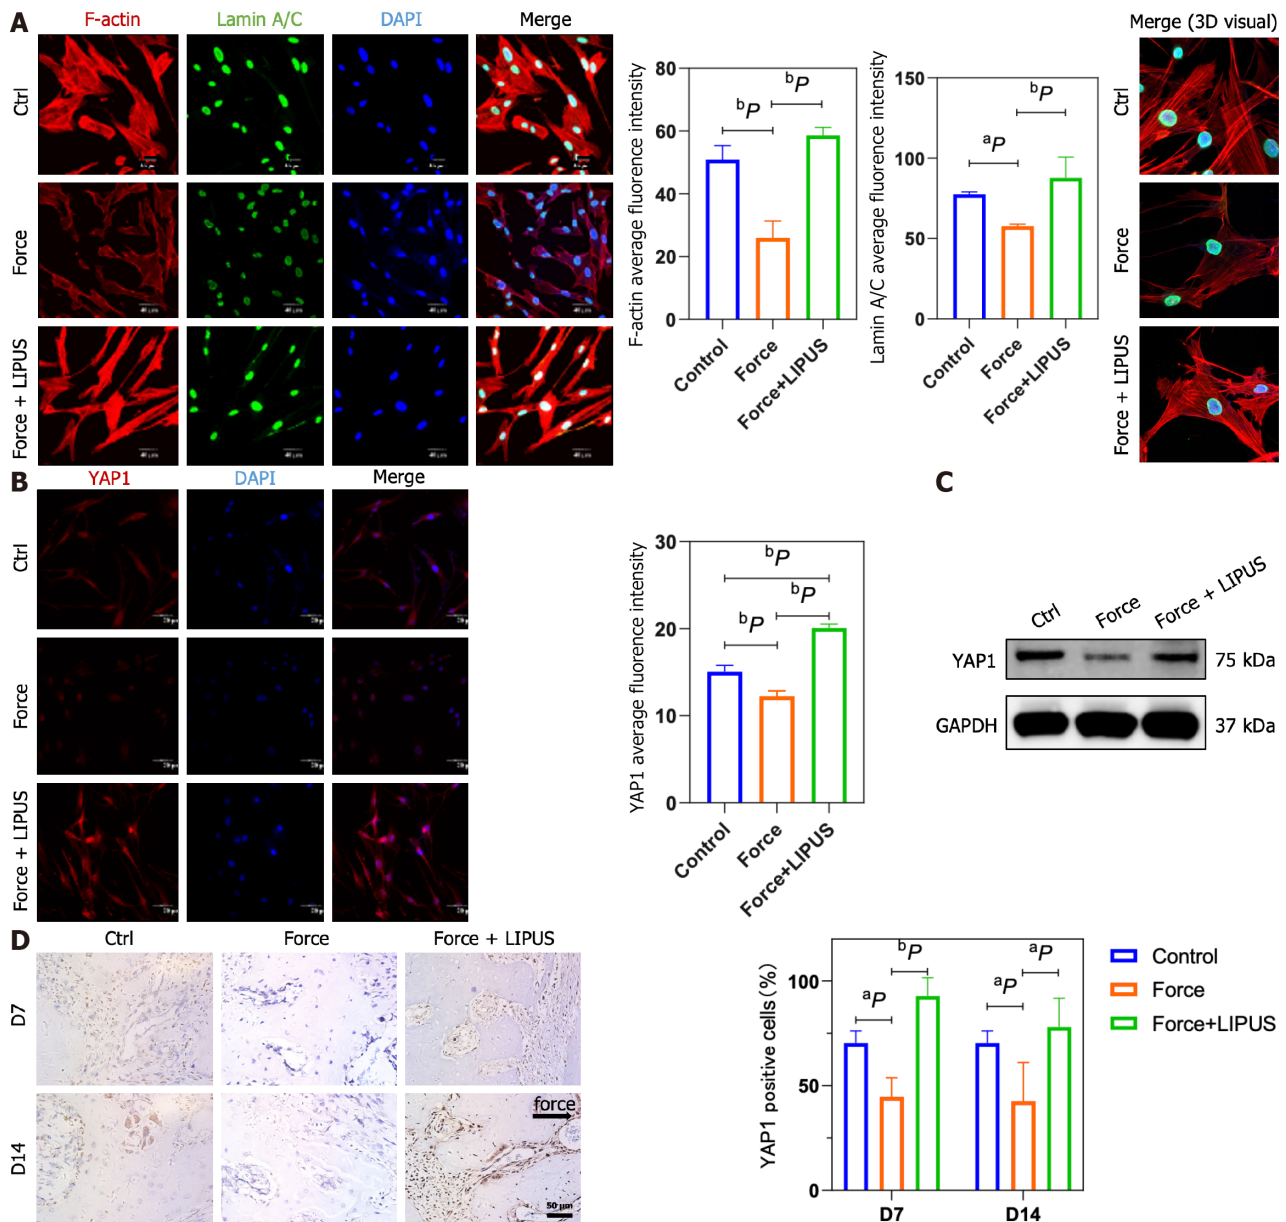 A
F-actin
Lamin A/C
DAPI
Merge
Ctrl
Force
Force + LIPUS
F-actin average fluorescence intensity
80
60
40
20
0
bP
bP
Control
Force
Force+LIPUS
Lamin A/C average fluorescence intensity
150
100
50
0
aP
bP
Control
Force
Force+LIPUS
Merge (3D visual)
Ctrl
Force
Force + LIPUS
B
YAP1
DAPI
Merge
Ctrl
Force
Force + LIPUS
YAP1 average fluorescence intensity
30
20
10
0
bP
bP
bP
Control
Force
Force+LIPUS
C
Ctrl
Force
Force + LIPUS
YAP1
75 kDa
GAPDH
37 kDa
D
Ctrl
Force
Force + LIPUS
D7
D14
force
50 μm
YAP1 positive cells (%)
100
50
0
aP
bP
aP
aP
D7
D14
Control
Force
Force+LIPUS